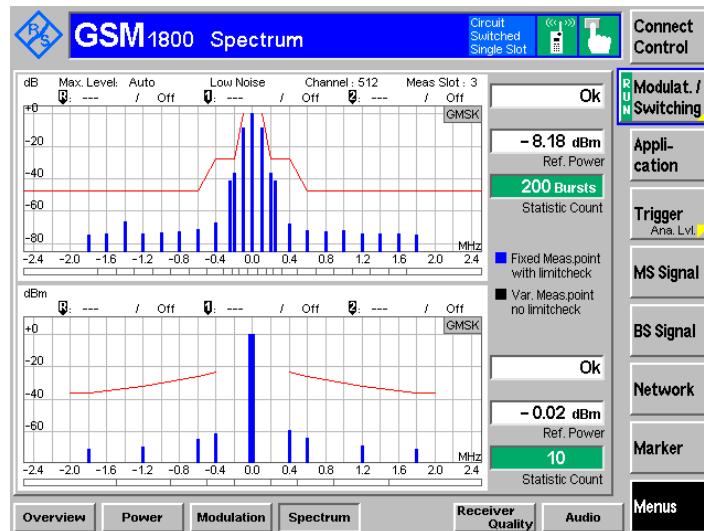 R&S GSM 1800 Spectrum
Circuit
Switched
Single Slot
Connect
Control
dB Max. Level: Auto Low Noise Channel : 512 Meas Slot : 3
R: --- / Off 1: --- / Off 2: --- / Off
GMSK
+0
-20
-40
-60
-80
MHz
-2.4 -2.0 -1.6 -1.2 -0.8 -0.4 0.0 0.4 0.8 1.2 1.6 2.0 2.4
Ok
-8.18 dBm
Ref. Power
200 Bursts
Statistic Count
Fixed Meas.point
with limitcheck
Var. Meas.point
no limitcheck
dBm
R: --- / Off 1: --- / Off 2: --- / Off
GMSK
+0
-20
-40
-60
MHz
-2.4 -2.0 -1.6 -1.2 -0.8 -0.4 0.0 0.4 0.8 1.2 1.6 2.0 2.4
Ok
-0.02 dBm
Ref. Power
10
Statistic Count
RUN
Modulat. /
Switching
Appli-
cation
Trigger
Ana. Lvl.
MS Signal
BS Signal
Network
Marker
Menus
Overview Power Modulation Spectrum Receiver Quality Audio